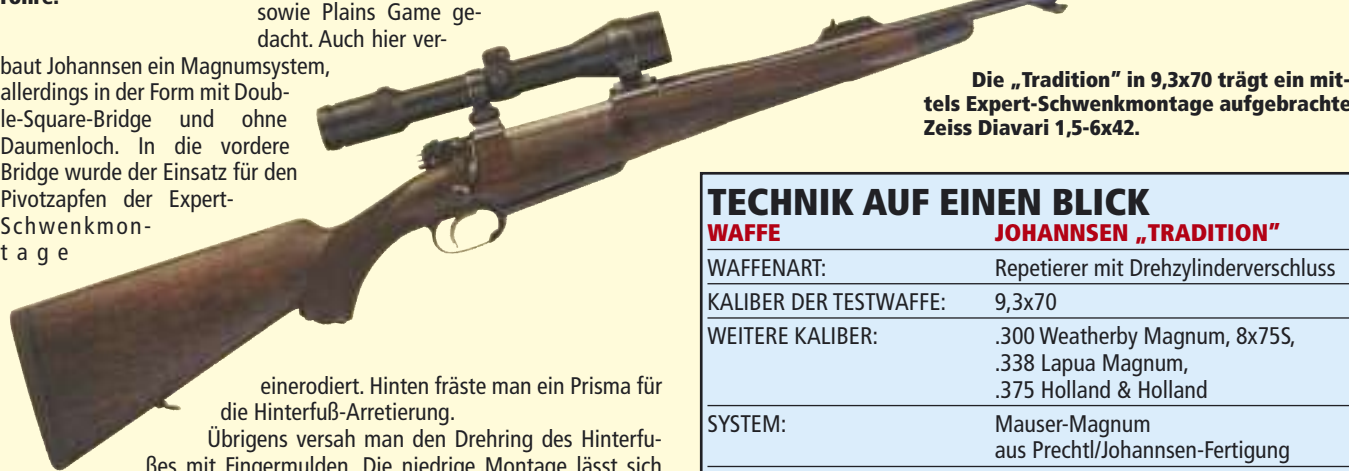 rohre.
sowie Plains Game ge-
dacht. Auch hier ver-
baut Johannsen ein Magnumsystem,
allerdings in der Form mit Doub-
le-Square-Bridge und ohne
Daumenloch. In die vordere
Bridge wurde der Einsatz für den
Pivotzapfen der Expert-
Schwenkmon-
tage
einerodiert. Hinten fräste man ein Prisma für
die Hinterfuß-Arretierung.
Übrigens versah man den Drehring des Hinterfu-
ßes mit Fingermulden. Die niedrige Montage lässt sich
Die „Tradition” in 9,3x70 trägt ein mit-
tels Expert-Schwenkmontage aufgebrachte
Zeiss Diavari 1,5-6x42.
TECHNIK AUF EINEN BLICK
WAFFE JOHANNSEN „TRADITION”
WAFFENART: Repetierer mit Drehzylinderverschluss
KALIBER DER TESTWAFFE: 9,3x70
WEITERE KALIBER: .300 Weatherby Magnum, 8x75S,
.338 Lapua Magnum,
.375 Holland & Holland
SYSTEM: Mauser-Magnum
aus Prechtl/Johannsen-Fertigung